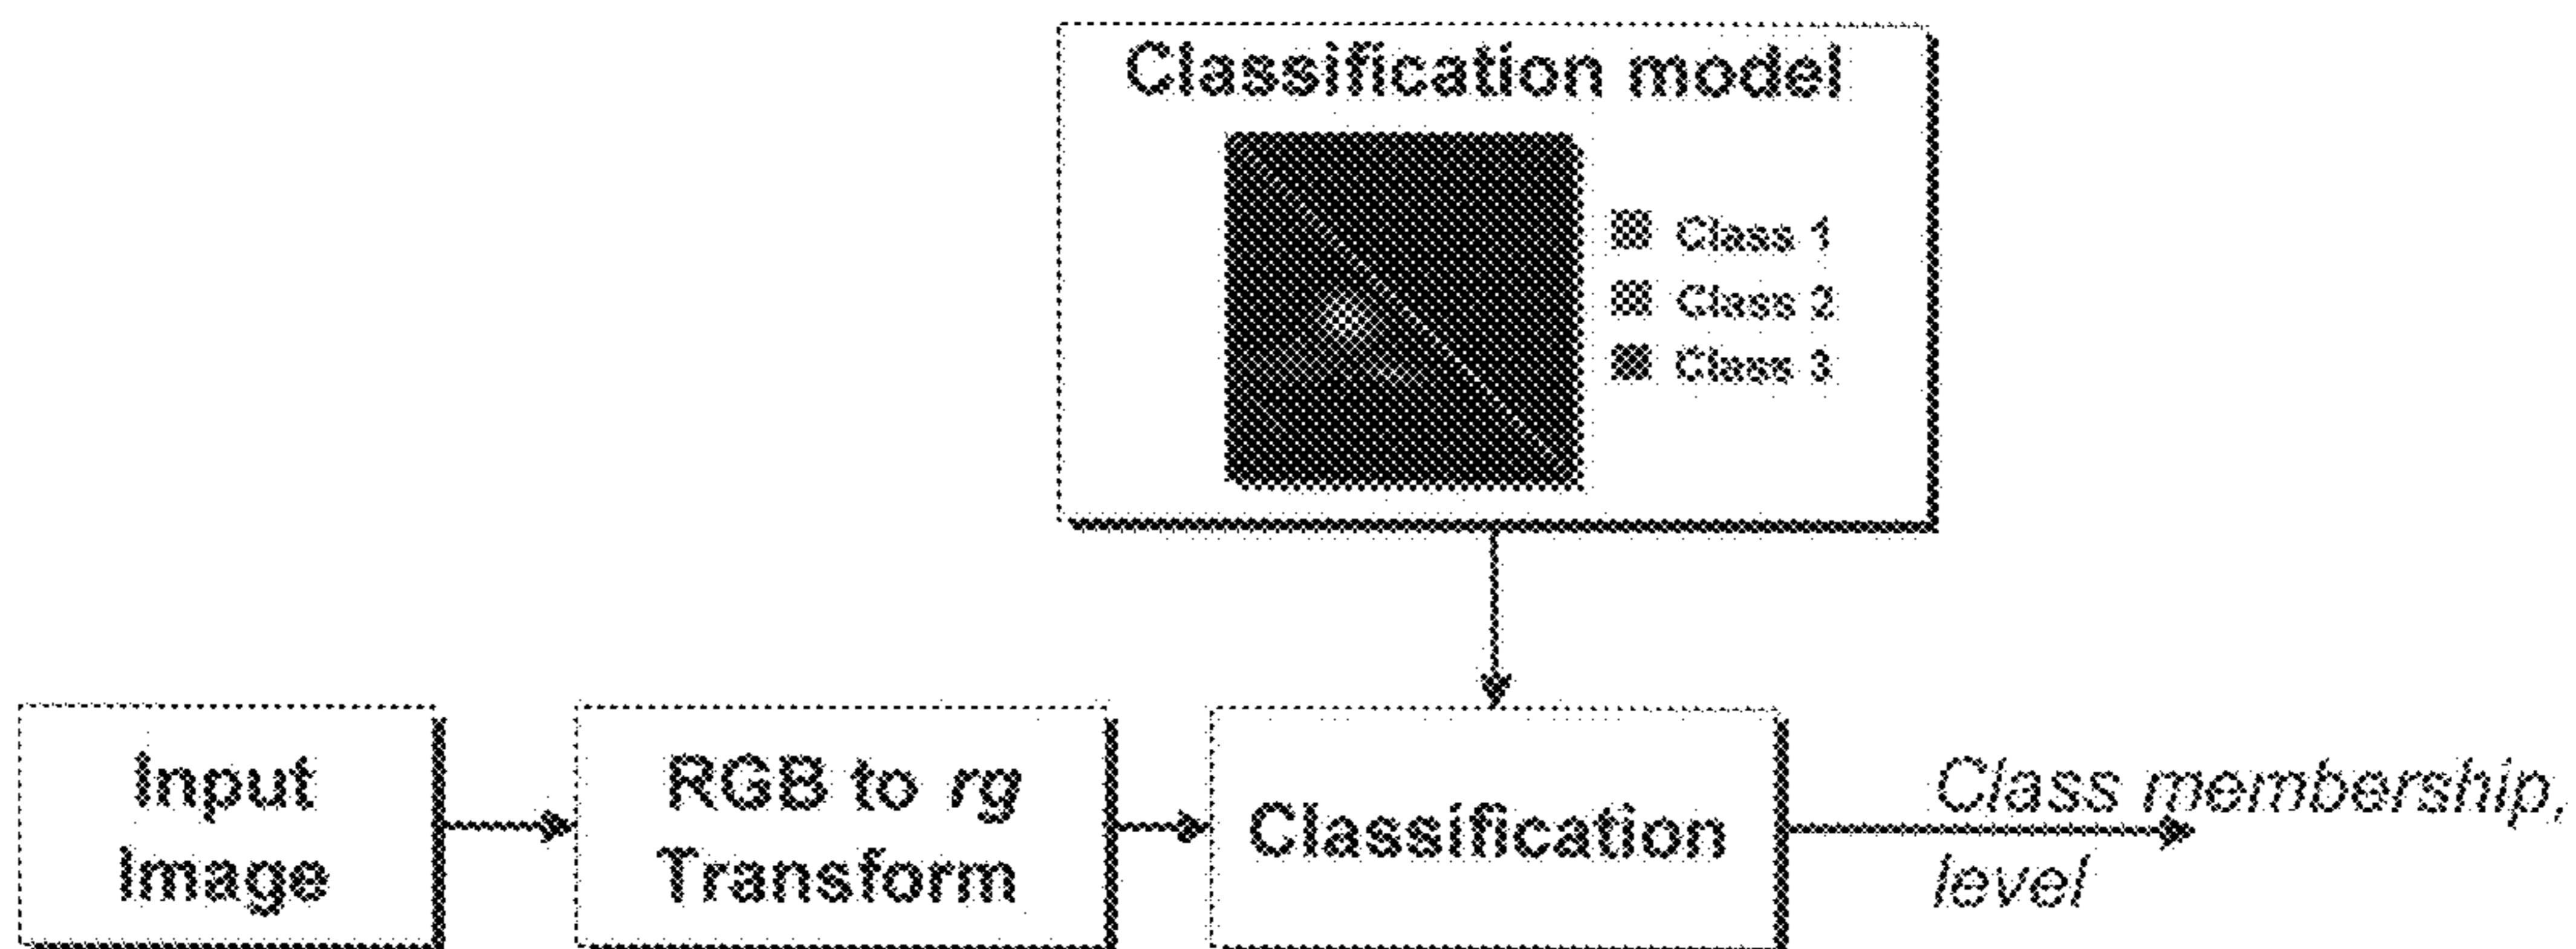 Classification model
Class 1
Class 2
Class 3
Input
Image
RGB to rg
Transform
Classification
Class membership,
level